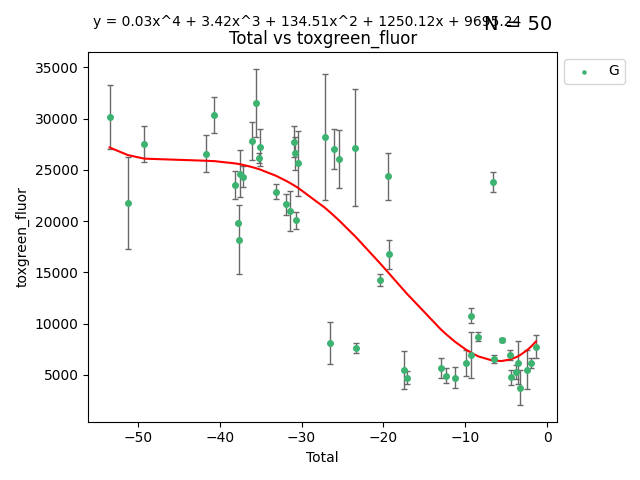 y = 0.03x^4 + 3.42x^3 + 134.51x^2 + 1250.12x + 9695.24
N = 50
Total vs toxgreen_fluor
G
35000
30000
25000
20000
15000
10000
5000
toxgreen_fluor
−50 −40 −30 −20 −10 0
Total